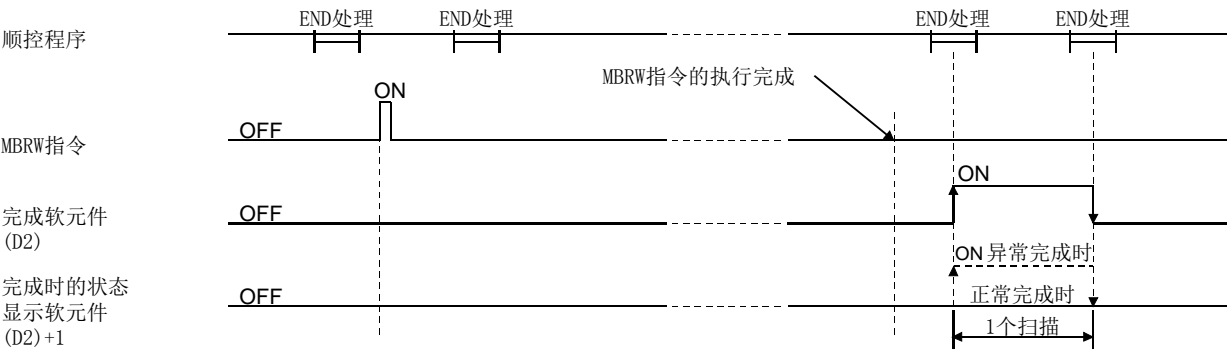 END处理 END处理 END处理 END处理
顺控程序
MBRW指令的执行完成
ON
MBRW指令 OFF
ON
完成软元件 OFF
(D2)
ON 异常完成时
完成时的状态 OFF 正常完成时
显示软元件
1个扫描
(D2)+1